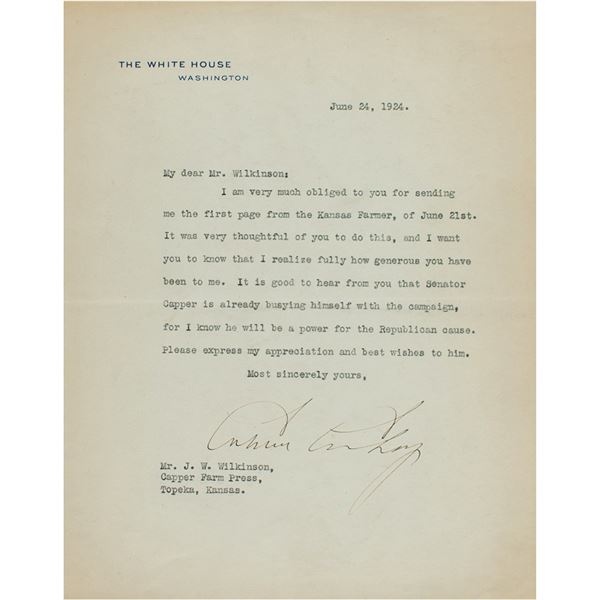 THE WHITE HOUSE
WASHINGTON
June 24, 1924.
My dear Mr. Wilkinson:
I am very much obliged to you for sending
me the first page from the Kansas Farmer, of June 21st.
It was very thoughtful of you to do this, and I want
you to know that I realize fully how generous you have
been to me. It is good to hear from you that Senator
Capper is already busying himself with the campaign,
for I know he will be a power for the Republican cause.
Please express my appreciation and best wishes to him.
Most sincerely yours,
Calvin Coolidge
Mr. J. W. Wilkinson,
Capper Farm Press,
Topeka, Kansas.